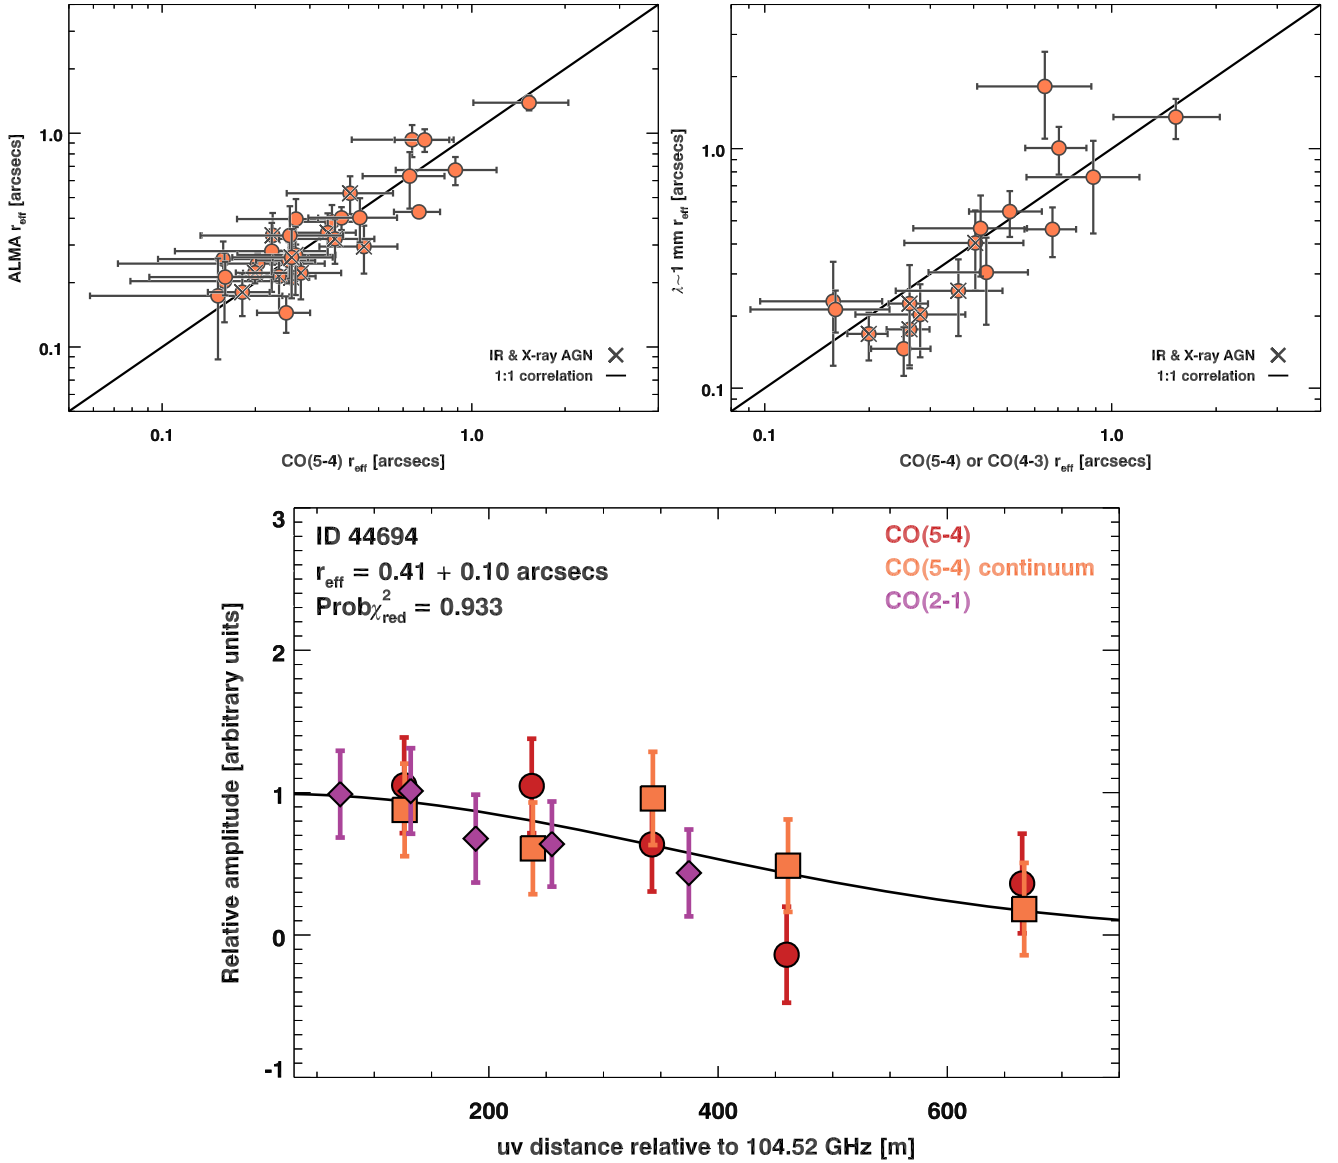 ALMA r_eff [arcsecs]
1.0
0.1
IR & X-ray AGN
1:1 correlation
0.1 1.0
CO(5-4) r_eff [arcsecs]
λ~1 mm r_eff [arcsecs]
1.0
0.1
IR & X-ray AGN
1:1 correlation
0.1 1.0
CO(5-4) or CO(4-3) r_eff [arcsecs]
Relative amplitude [arbitrary units]
3
2
1
0
-1
ID 44694
r_eff = 0.41 + 0.10 arcsecs
Probχ²_red = 0.933
CO(5-4)
CO(5-4) continuum
CO(2-1)
200 400 600
uv distance relative to 104.52 GHz [m]